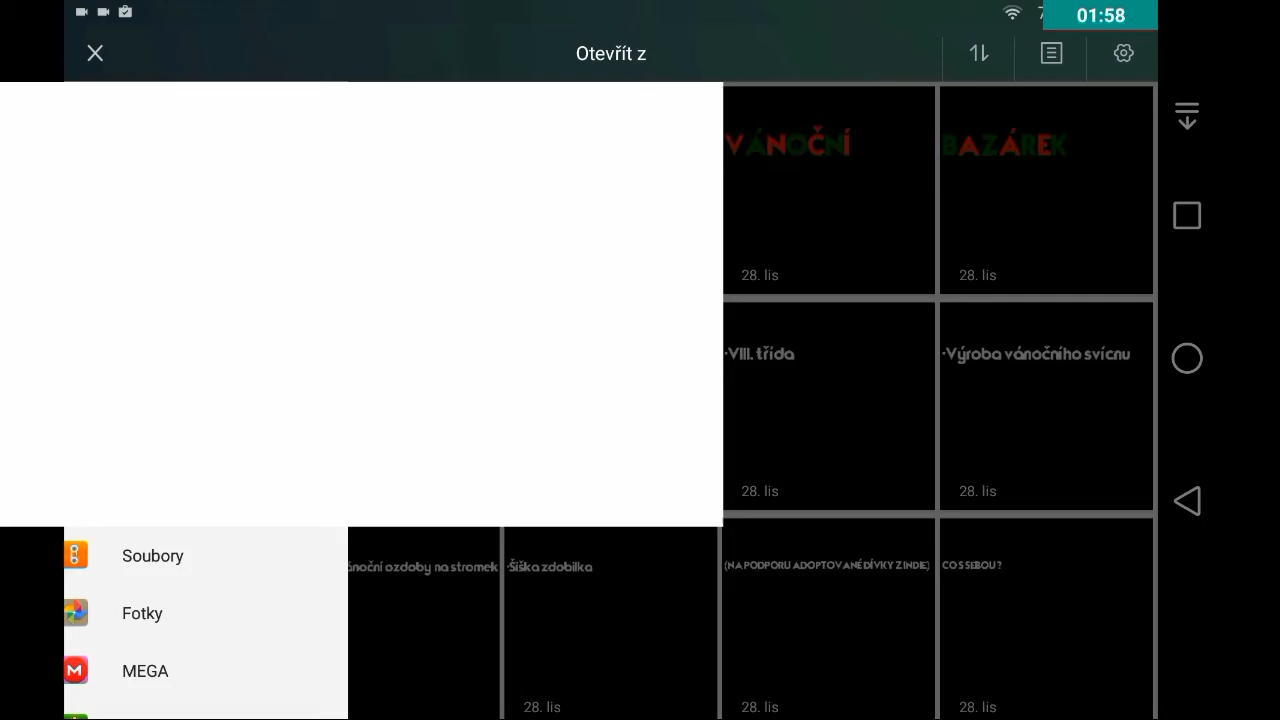 01:58
Otevřít z
VÁNOČNÍ
BAZÁREK
28. lis
28. lis
·VIII. třída
·Výroba vánočního svícnu
28. lis
28. lis
Soubory
Fotky
MEGA
ozdoby na stromek
·Šiška zdobilka
(NA PODPORU ADOPTOVANÉ DÍVKY Z INDIE)
CO S SEBOU?
28. lis
28. lis
28. lis